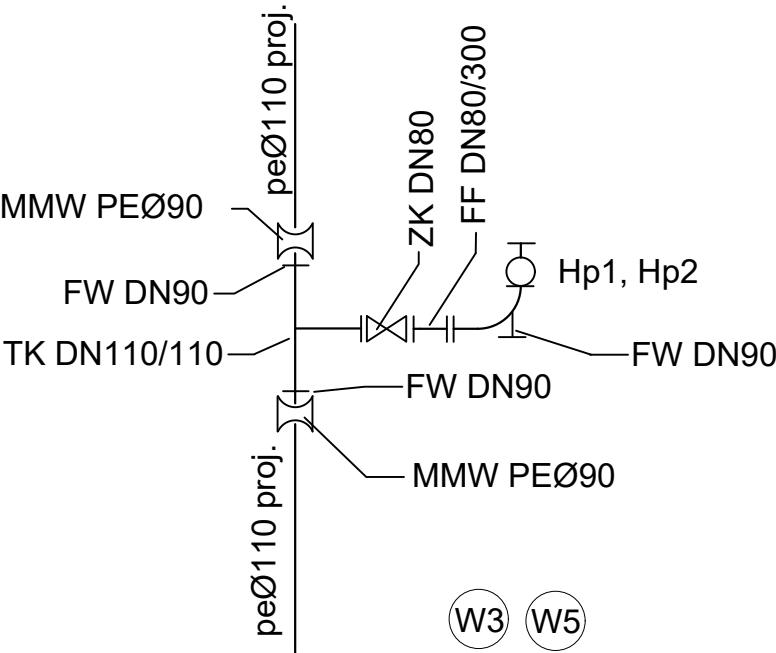 peØ110 proj.
MMW PEØ90
ZK DN80
FF DN80/300
FW DN90
Hp1, Hp2
TK DN110/110
FW DN90
FW DN90
MMW PEØ90
peØ110 proj.
W3
W5